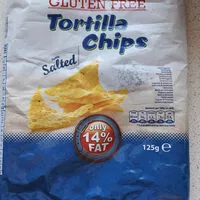 GLUTEN FREE
Tortilla
Chips
Salted
only
14%
FAT
125g e